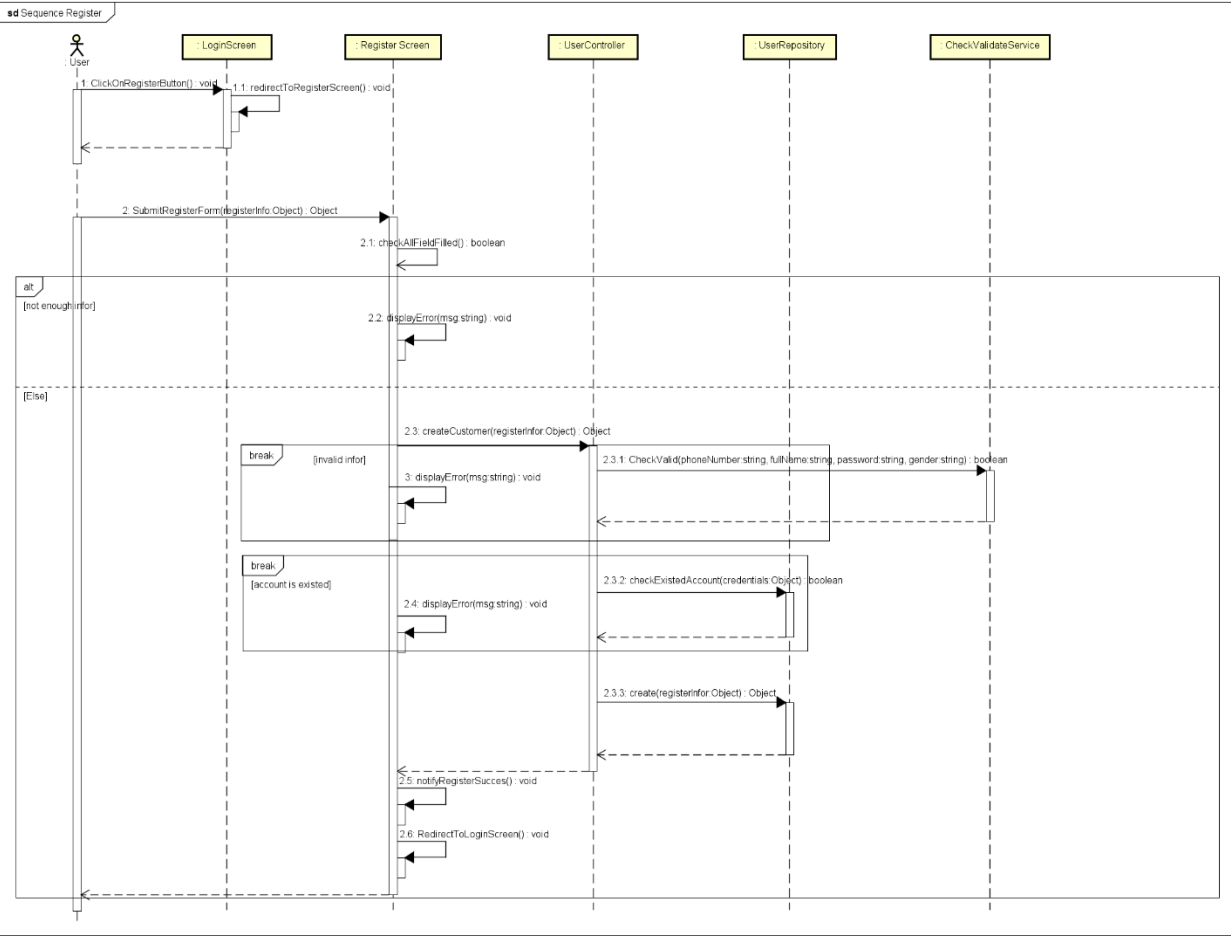 sd Sequence Register
: User
: LoginScreen
: Register Screen
: UserController
: UserRepository
: CheckValidateService
1: ClickOnRegisterButton() : void
1.1: redirectToRegisterScreen() : void
2: SubmitRegisterForm(registerInfo:Object) : Object
2.1: checkAllFieldFilled() : boolean
alt
[not enough infor]
2.2: displayError(msg:string) : void
[Else]
2.3: createCustomer(registerInfor:Object) : Object
break
[invalid infor]
2.3.1: CheckValid(phoneNumber:string, fullName:string, password:string, gender:string) : boolean
3: displayError(msg:string) : void
break
[account is existed]
2.3.2: checkExistedAccount(credentials:Object) : boolean
2.4: displayError(msg:string) : void
2.3.3: create(registerInfor:Object) : Object
2.5: notifyRegisterSucces() : void
2.6: RedirectToLoginScreen() : void